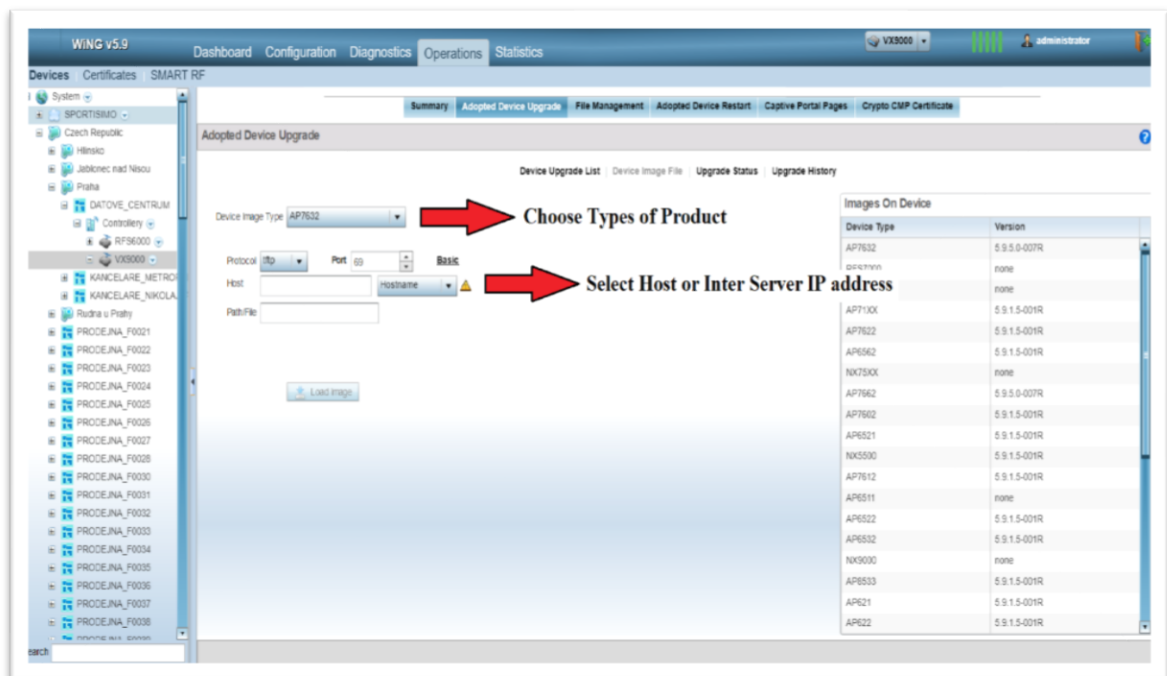 WiNG v5.9
Dashboard Configuration Diagnostics Operations Statistics
VX9000
administrator
Devices Certificates SMART RF
System
SPORTISIMO
Czech Republic
Hlinsko
Jablonec nad Nisou
Praha
DATOVE_CENTRUM
Controllery
RFS6000
VX9000
KANCELARE_METRO
KANCELARE_NIKOLA
Rudna u Prahy
PRODEJNA_F0021
PRODEJNA_F0022
PRODEJNA_F0023
PRODEJNA_F0024
PRODEJNA_F0025
PRODEJNA_F0026
PRODEJNA_F0027
PRODEJNA_F0028
PRODEJNA_F0030
PRODEJNA_F0031
PRODEJNA_F0032
PRODEJNA_F0033
PRODEJNA_F0034
PRODEJNA_F0035
PRODEJNA_F0036
PRODEJNA_F0037
PRODEJNA_F0038
earch
Summary Adopted Device Upgrade File Management Adopted Device Restart Captive Portal Pages Crypto CMP Certificate
Adopted Device Upgrade
Device Upgrade List Device Image File Upgrade Status Upgrade History
Device Image Type AP7632
Choose Types of Product
Protocol tftp Port 69 Basic
Host Hostname
Select Host or Inter Server IP address
Path/File
Load Image
Images On Device
Device Type Version
AP7632 5.9.5.0-007R
none
none
AP71XX 5.9.1.5-001R
AP7622 5.9.1.5-001R
AP6562 5.9.1.5-001R
NX75XX none
AP7662 5.9.5.0-007R
AP7602 5.9.1.5-001R
AP6521 5.9.1.5-001R
NX5500 5.9.1.5-001R
AP7612 5.9.1.5-001R
AP6511 none
AP6522 5.9.1.5-001R
AP6532 5.9.1.5-001R
NX9000 none
AP8533 5.9.1.5-001R
AP621 5.9.1.5-001R
AP622 5.9.1.5-001R